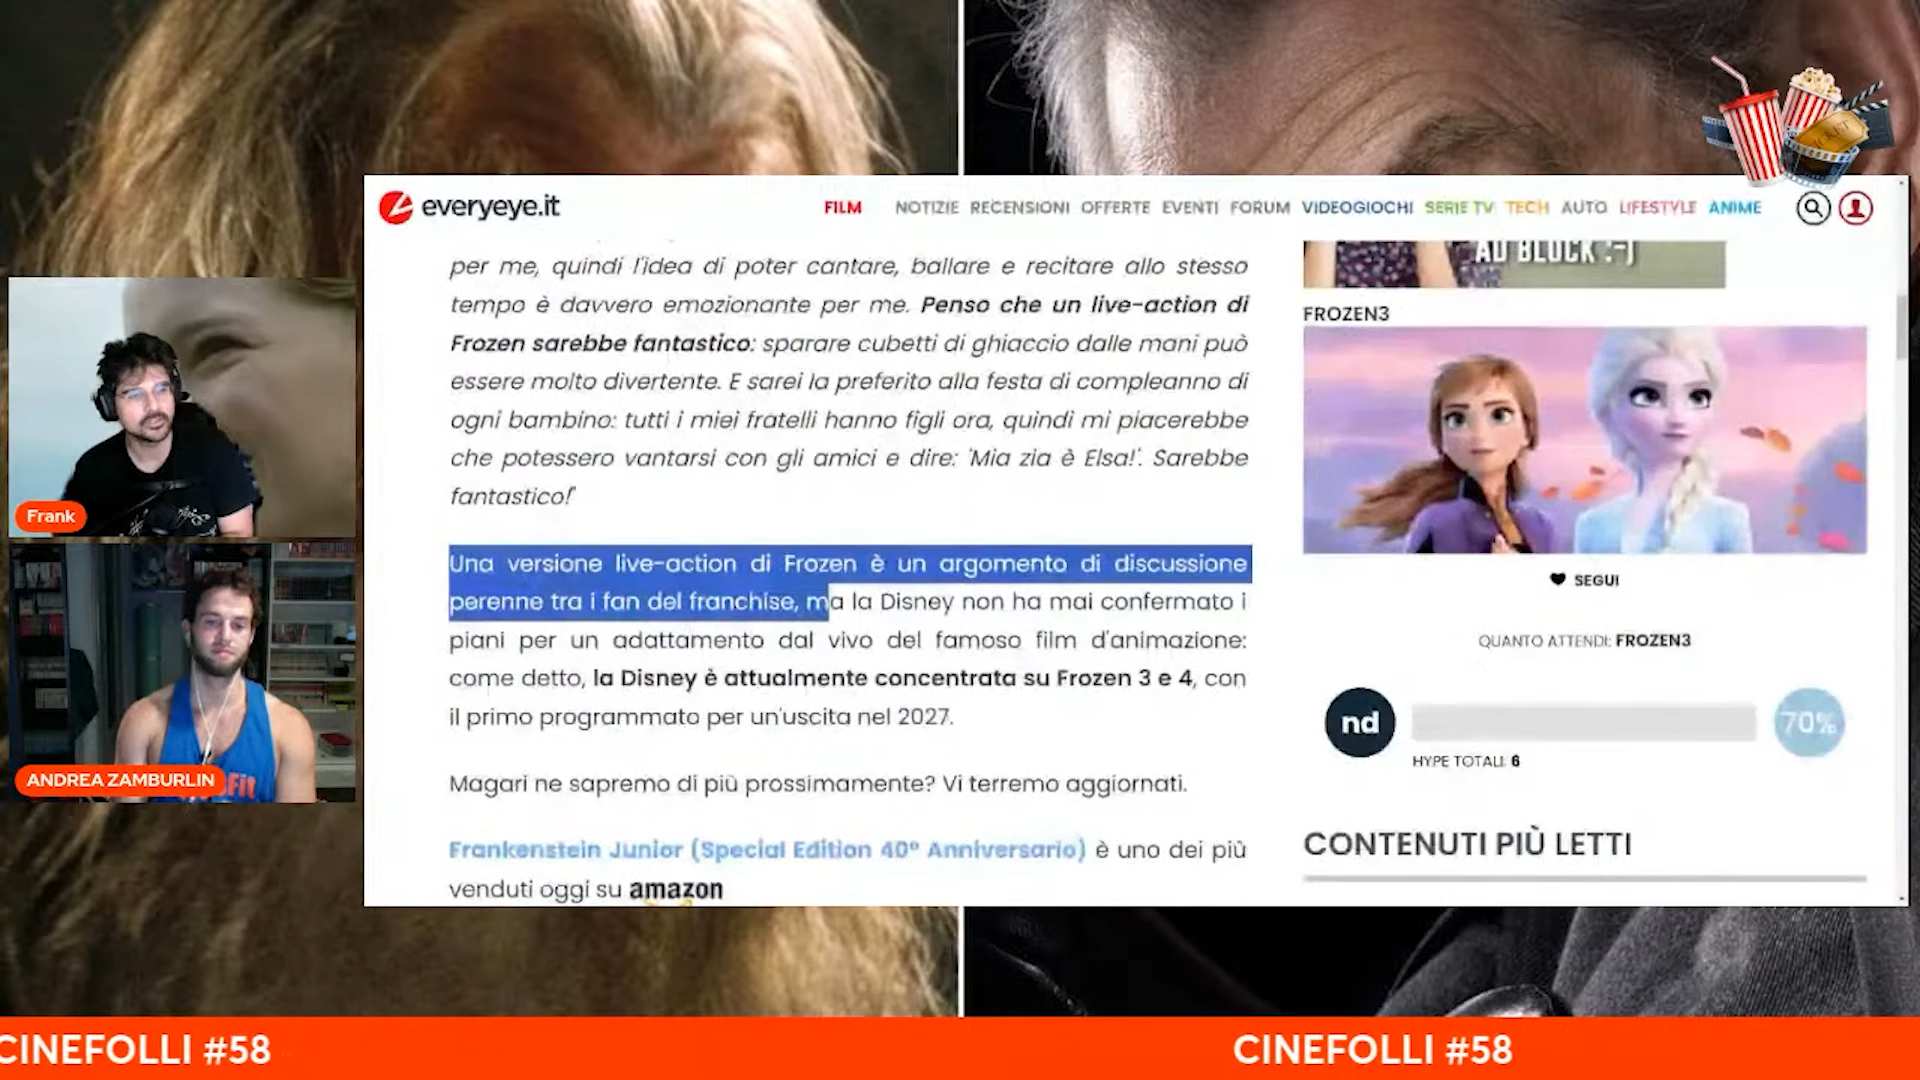 everyeye.it
FILM NOTIZIE RECENSIONI OFFERTE EVENTI FORUM VIDEOGIOCHI SERIE TV TECH AUTO LIFESTYLE ANIME
per me, quindi l'idea di poter cantare, ballare e recitare allo stesso
tempo è davvero emozionante per me. Penso che un live-action di
Frozen sarebbe fantastico: sparare cubetti di ghiaccio dalle mani può
essere molto divertente. E sarei la preferito alla festa di compleanno di
ogni bambino: tutti i miei fratelli hanno figli ora, quindi mi piacerebbe
che potessero vantarsi con gli amici e dire: 'Mia zia è Elsa!'. Sarebbe
fantastico!'
Una versione live-action di Frozen è un argomento di discussione
perenne tra i fan del franchise, ma la Disney non ha mai confermato i
piani per un adattamento dal vivo del famoso film d'animazione:
come detto, la Disney è attualmente concentrata su Frozen 3 e 4, con
il primo programmato per un'uscita nel 2027.
Magari ne sapremo di più prossimamente? Vi terremo aggiornati.
Frankenstein Junior (Special Edition 40° Anniversario) è uno dei più
venduti oggi su amazon
AD BLOCK :-)
FROZEN3
SEGUI
QUANTO ATTENDI: FROZEN3
nd
70%
HYPE TOTALI: 6
CONTENUTI PIÙ LETTI
Frank
ANDREA ZAMBURLIN
CINEFOLLI #58
CINEFOLLI #58